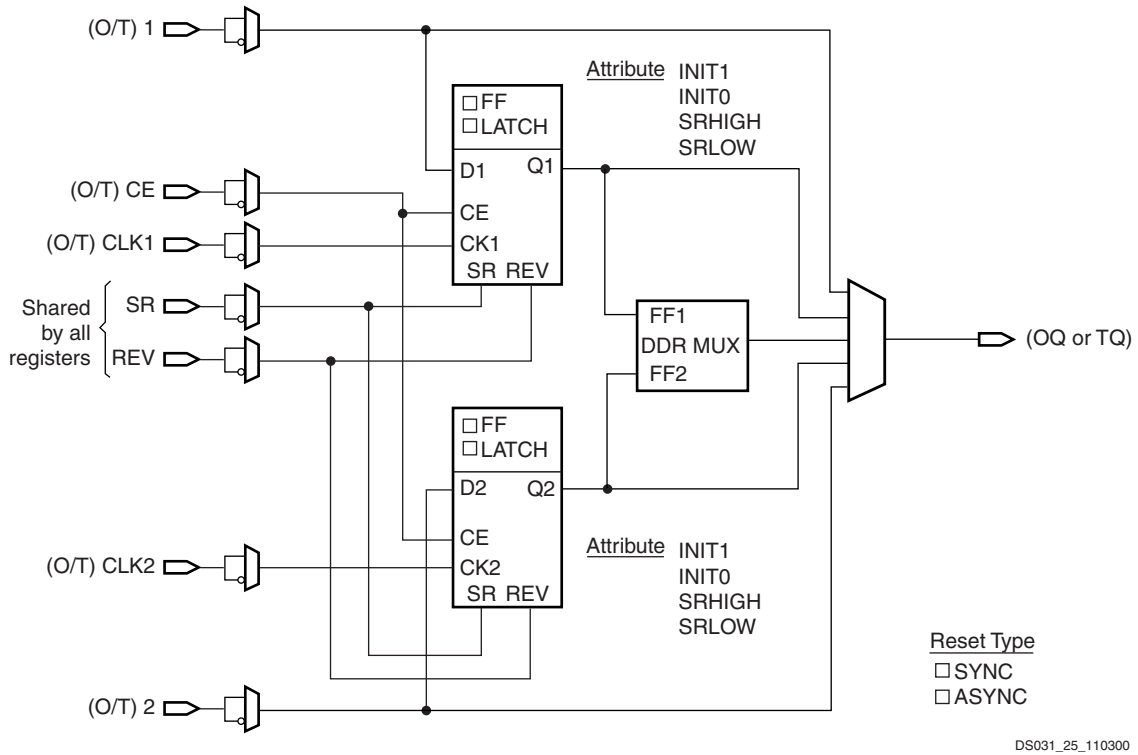 (O/T) 1
Attribute INIT1
INIT0
SRHIGH
SRLOW
FF
LATCH
D1 Q1
(O/T) CE
CE
(O/T) CLK1
CK1
SR REV
Shared
by all
registers
SR
REV
FF1
DDR MUX
FF2
(OQ or TQ)
FF
LATCH
D2 Q2
CE
(O/T) CLK2
CK2
SR REV
Attribute INIT1
INIT0
SRHIGH
SRLOW
Reset Type
SYNC
ASYNC
(O/T) 2
DS031_25_110300